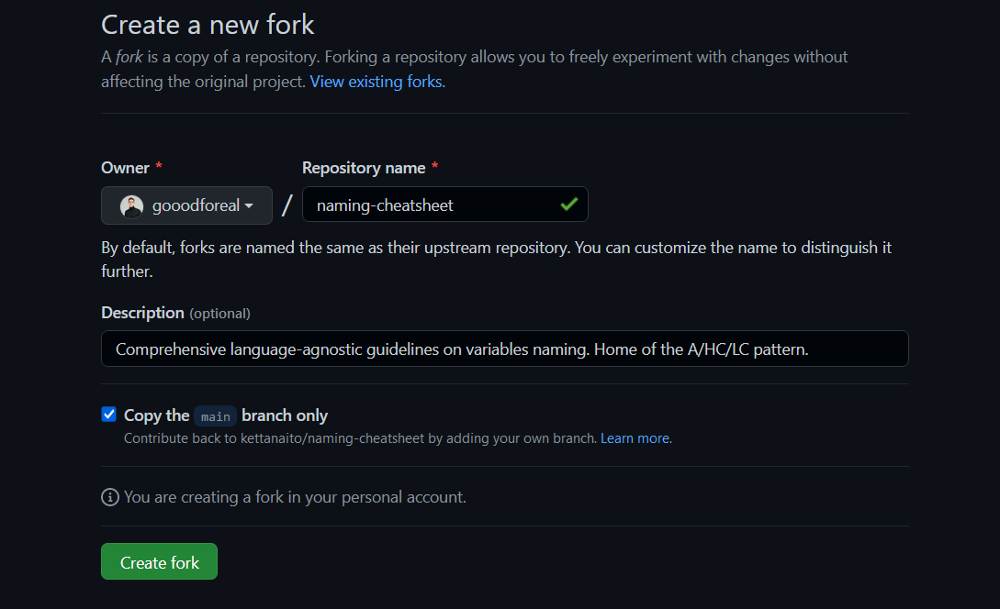 Create a new fork
A fork is a copy of a repository. Forking a repository allows you to freely experiment with changes without
affecting the original project. View existing forks.
Owner * Repository name *
gooodforeal / naming-cheatsheet
By default, forks are named the same as their upstream repository. You can customize the name to distinguish it
further.
Description (optional)
Comprehensive language-agnostic guidelines on variables naming. Home of the A/HC/LC pattern.
Copy the main branch only
Contribute back to kettanaito/naming-cheatsheet by adding your own branch. Learn more.
You are creating a fork in your personal account.
Create fork